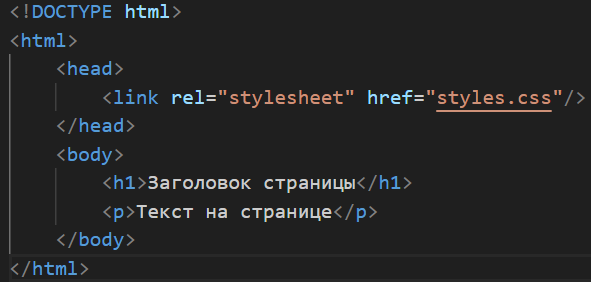 <!DOCTYPE html>
<html>
    <head>
        <link rel="stylesheet" href="styles.css"/>
    </head>
    <body>
        <h1>Заголовок страницы</h1>
        <p>Текст на странице</p>
    </body>
</html>